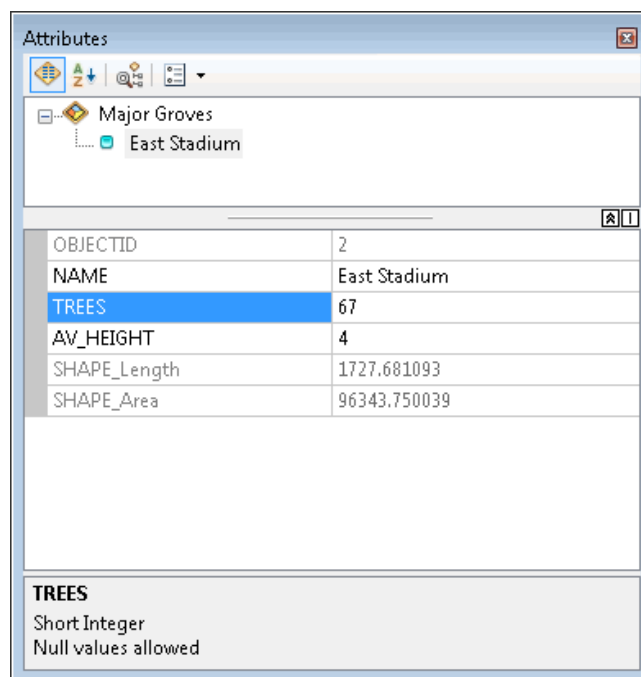 Attributes
Major Groves
East Stadium
OBJECTID 2
NAME East Stadium
TREES 67
AV_HEIGHT 4
SHAPE_Length 1727.681093
SHAPE_Area 96343.750039
TREES
Short Integer
Null values allowed